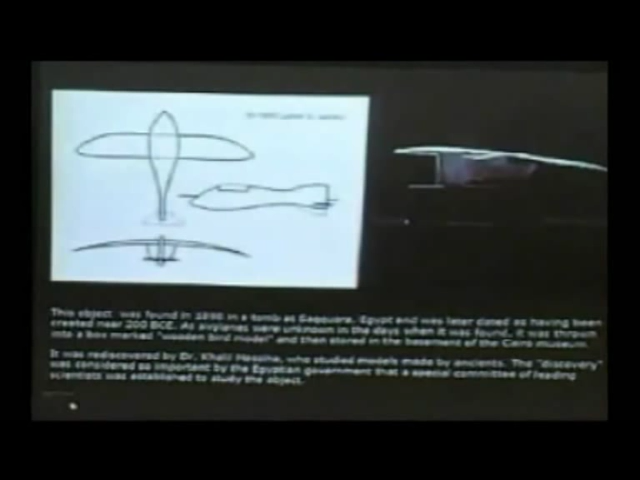 This object was found in 1898 in a tomb at Saqquara, Egypt and was later dated as having been
created near 200 BCE. As airplanes were unknown in the days when it was found, it was thrown
into a box marked "wooden bird model" and then stored in the basement of the Cairo museum.
It was rediscovered by Dr. Khalil Messiha, who studied models made by ancients. The "discovery"
was considered so important by the Egyptian government that a special committee of leading
scientists was established to study the object."